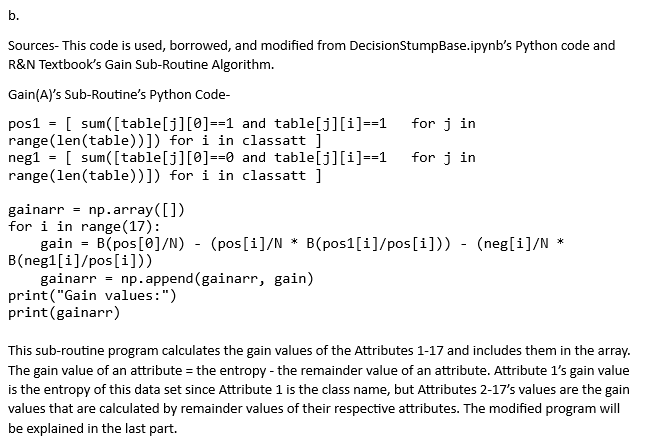 b.
Sources- This code is used, borrowed, and modified from DecisionStumpBase.ipynb's Python code and
R&N Textbook's Gain Sub-Routine Algorithm.
Gain(A)'s Sub-Routine's Python Code-
pos1 = [ sum([table[j][0]==1 and table[j][i]==1   for j in
range(len(table))]) for i in classatt ]
neg1 = [ sum([table[j][0]==0 and table[j][i]==1   for j in
range(len(table))]) for i in classatt ]
gainarr = np.array([])
for i in range(17):
    gain = B(pos[0]/N) - (pos[i]/N * B(pos1[i]/pos[i])) - (neg[i]/N *
B(neg1[i]/pos[i]))
    gainarr = np.append(gainarr, gain)
print("Gain values:")
print(gainarr)
This sub-routine program calculates the gain values of the Attributes 1-17 and includes them in the array.
The gain value of an attribute = the entropy - the remainder value of an attribute. Attribute 1's gain value
is the entropy of this data set since Attribute 1 is the class name, but Attributes 2-17's values are the gain
values that are calculated by remainder values of their respective attributes. The modified program will
be explained in the last part.